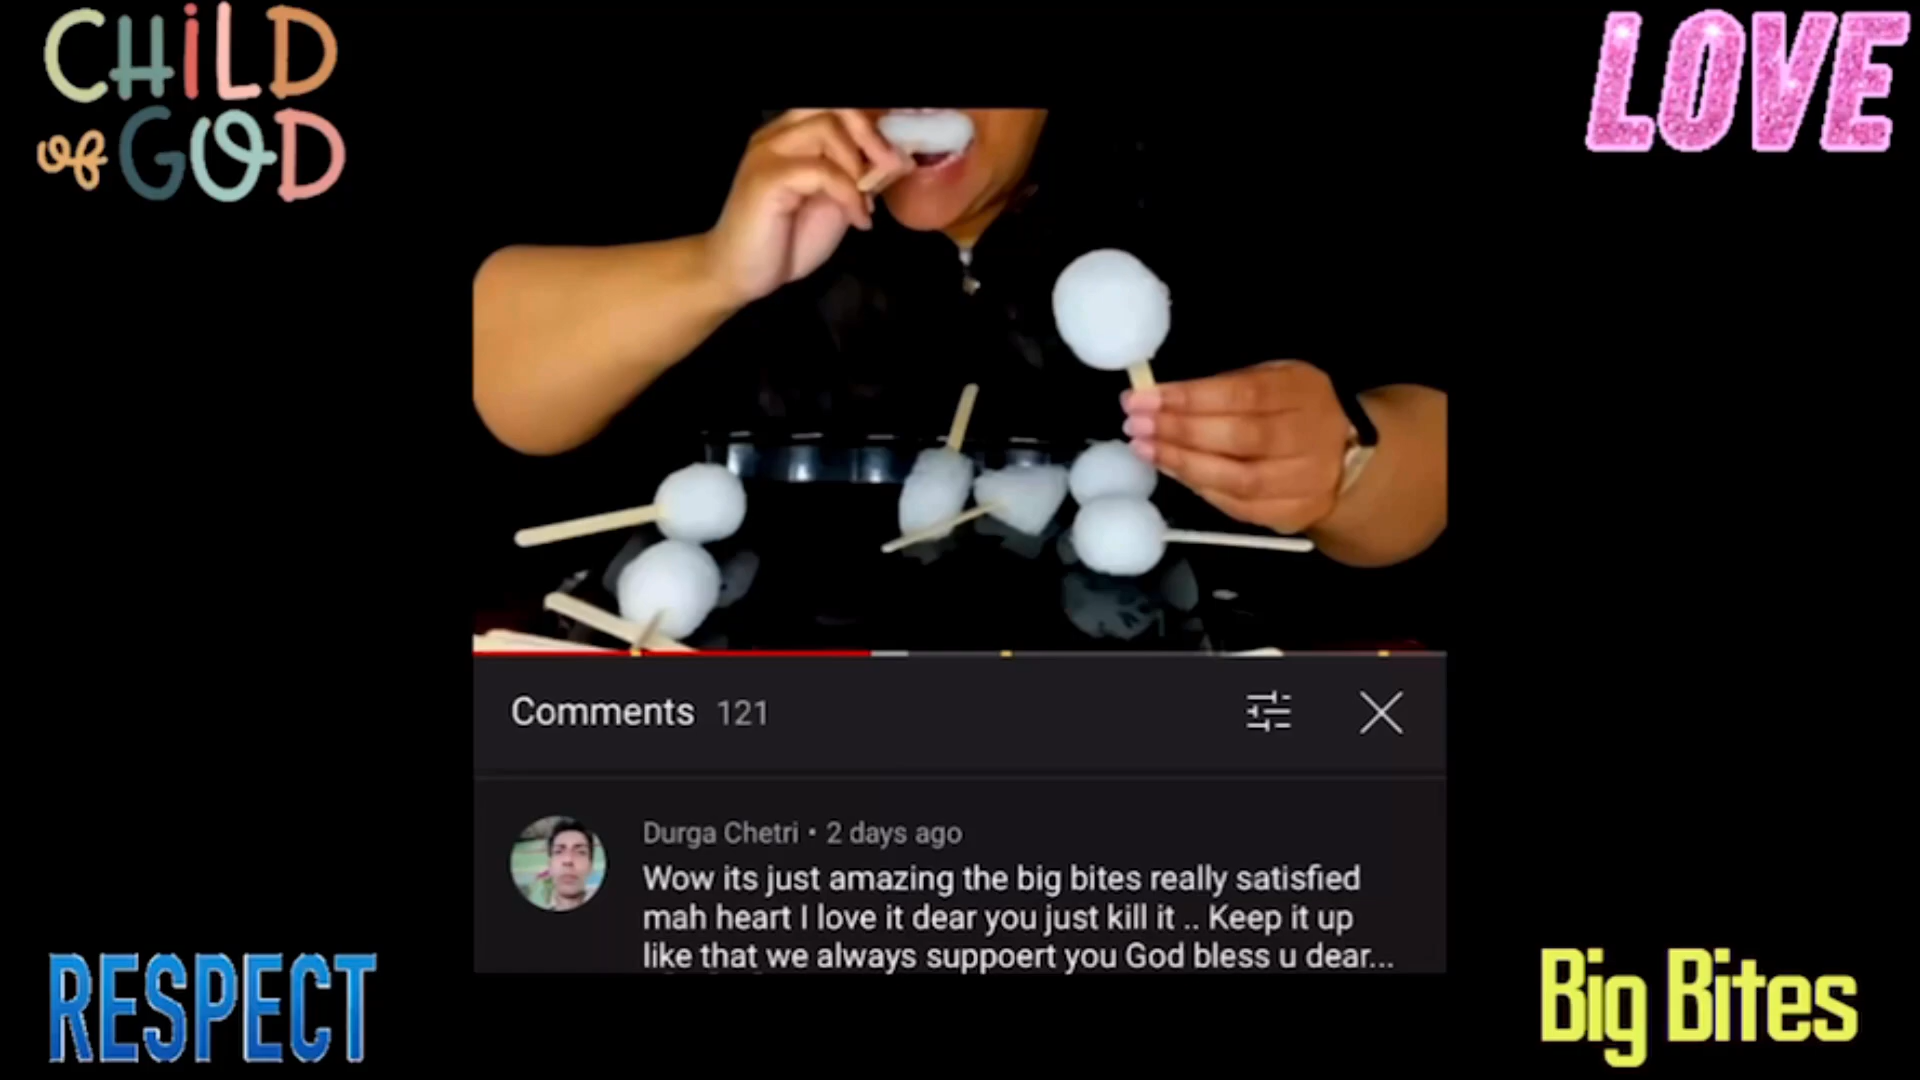 CHiLD
of GOD
LOVE
Comments 121
Durga Chetri • 2 days ago
Wow its just amazing the big bites really satisfied
mah heart I love it dear you just kill it .. Keep it up
like that we always suppoert you God bless u dear...
RESPECT
Big Bites